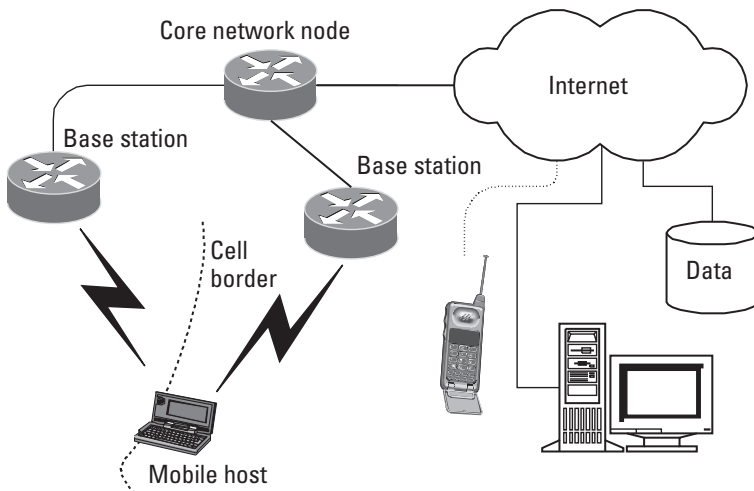 Core network node
Internet
Base station
Base station
Cell
border
Data
Mobile host